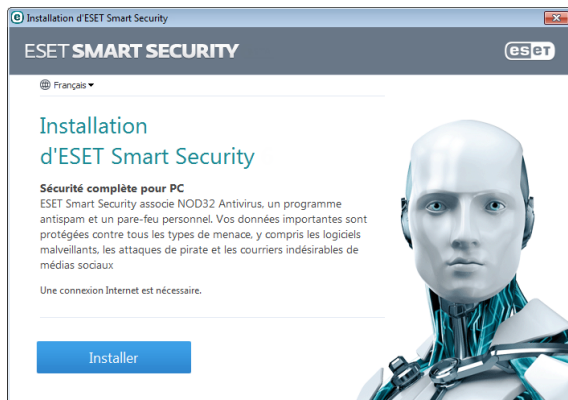 Installation d'ESET Smart Security
ESET SMART SECURITY
eset
Français
Installation
d'ESET Smart Security
Sécurité complète pour PC
ESET Smart Security associe NOD32 Antivirus, un programme
antispam et un pare-feu personnel. Vos données importantes sont
protégées contre tous les types de menace, y compris les logiciels
malveillants, les attaques de pirate et les courriers indésirables de
médias sociaux
Une connexion Internet est nécessaire.
Installer